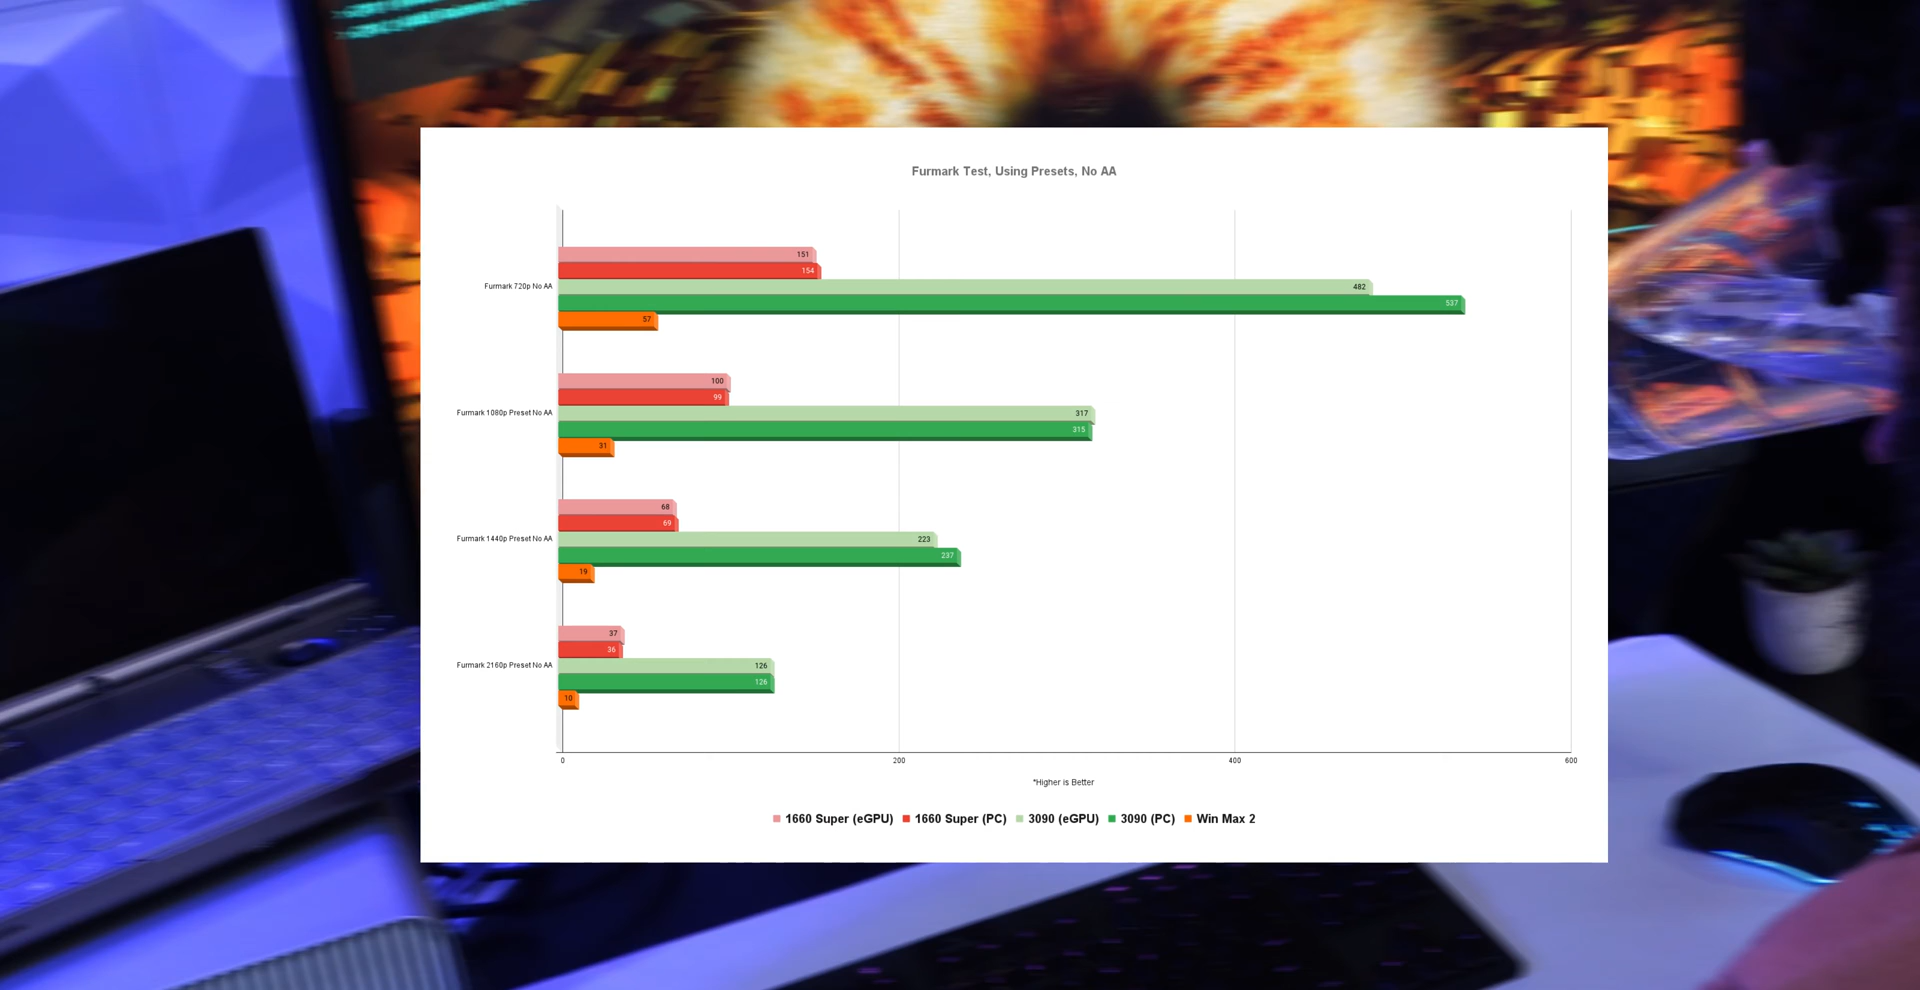 Furmark Test, Using Presets, No AA
151
154
Furmark 720p No AA
482
537
57
100
99
Furmark 1080p Preset No AA
317
315
31
68
69
Furmark 1440p Preset No AA
223
237
19
37
36
Furmark 2160p Preset No AA
126
126
10
0 200 400 600
*Higher is Better
1660 Super (eGPU) 1660 Super (PC) 3090 (eGPU) 3090 (PC) Win Max 2